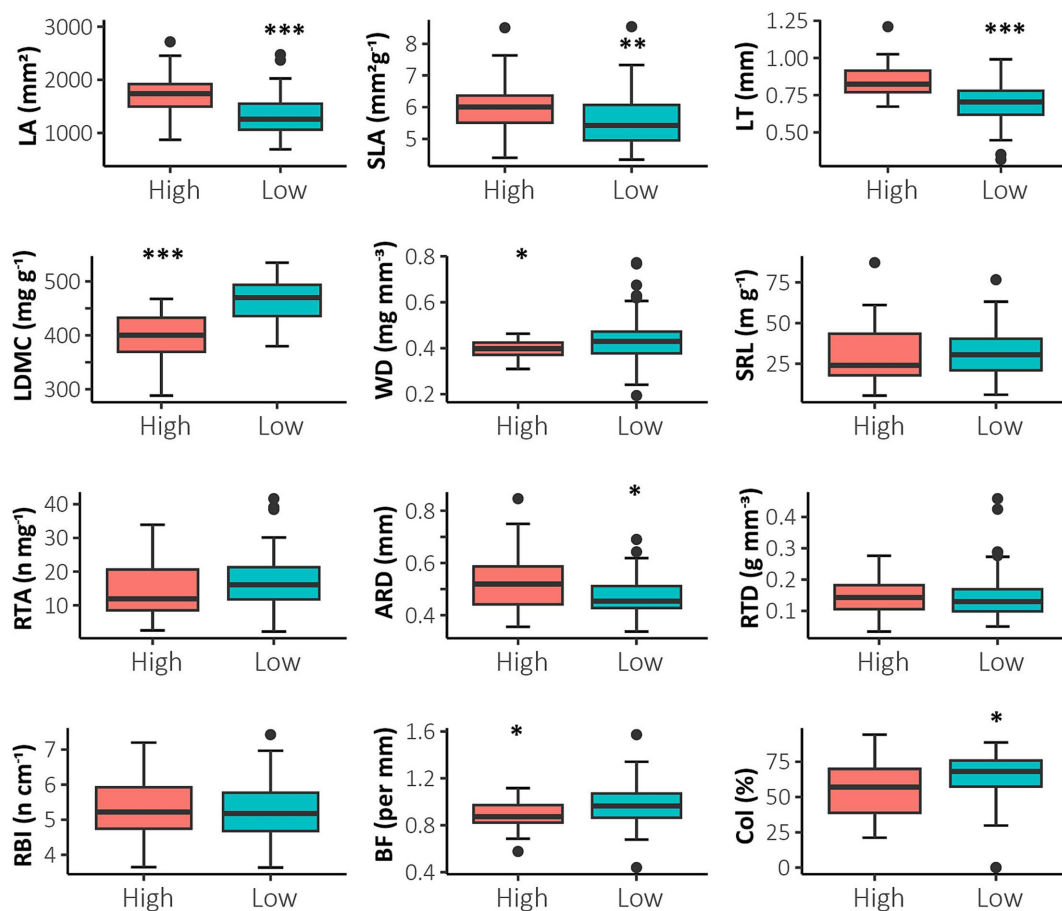 LA (mm²)
3000
2000
1000
***
High Low
SLA (mm²g⁻¹)
8
7
6
5
**
High Low
LT (mm)
1.25
1.00
0.75
0.50
***
High Low
LDMC (mg g⁻¹)
500
400
300
***
High Low
WD (mg mm⁻³)
0.8
0.6
0.4
0.2
*
High Low
SRL (m g⁻¹)
75
50
25
High Low
RTA (n mg⁻¹)
40
30
20
10
High Low
ARD (mm)
0.8
0.6
0.4
*
High Low
RTD (g mm⁻³)
0.4
0.3
0.2
0.1
High Low
RBI (n cm⁻¹)
7
6
5
4
High Low
BF (per mm)
1.6
1.2
0.8
0.4
*
High Low
Col (%)
75
50
25
0
*
High Low